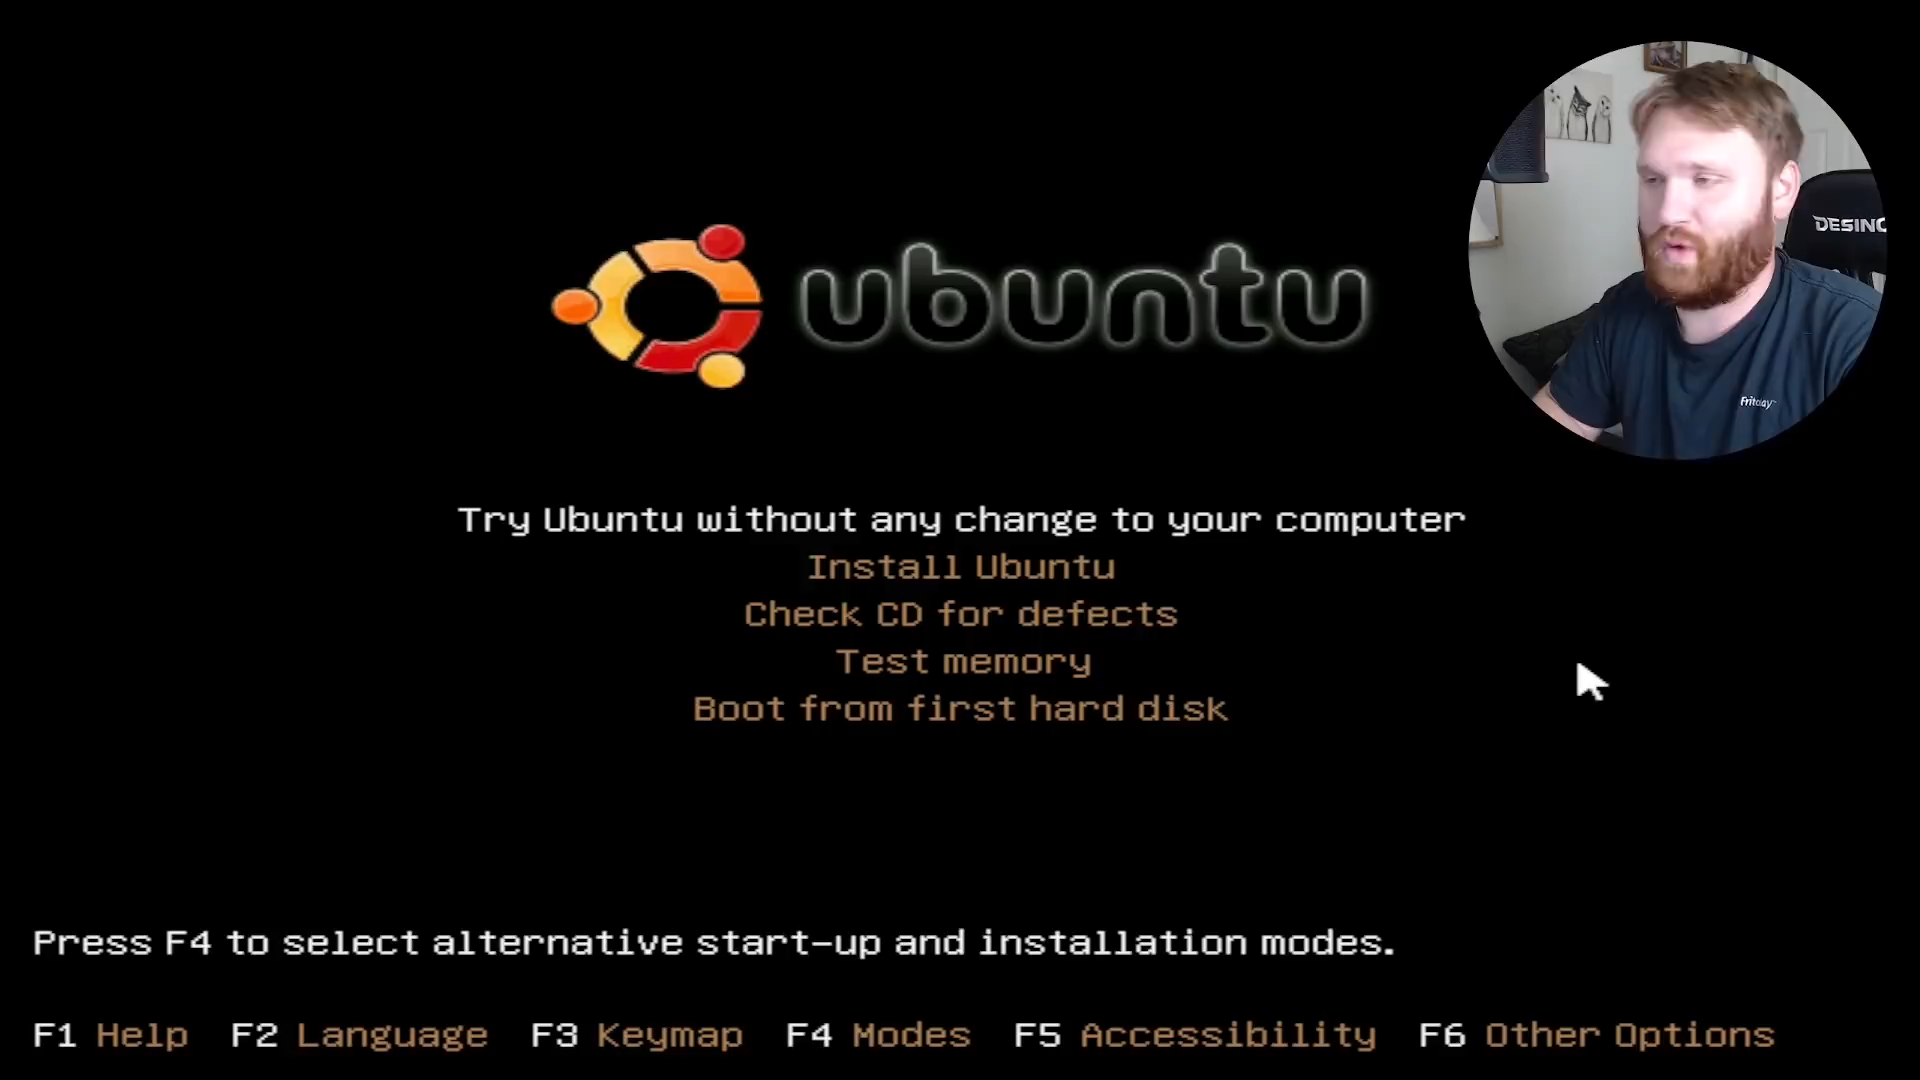 ubuntu
DESINO
Try Ubuntu without any change to your computer
Install Ubuntu
Check CD for defects
Test memory
Boot from first hard disk
Press F4 to select alternative start-up and installation modes.
F1 Help F2 Language F3 Keymap F4 Modes F5 Accessibility F6 Other Options